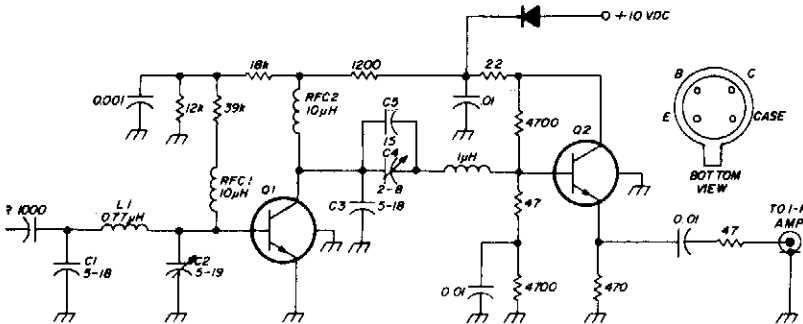 +10 VDC
18k
1200
22
0.001
12k
39k
RFC2
10µH
.01
C5
15
C4
2-8
4700
Q2
B
C
E
CASE
BOTTOM
VIEW
RFC1
10µH
Q1
1µH
1000
L1
0.77µH
C3
5-18
47
0.01
47
TO I-F
AMP
C1
5-18
C2
5-19
0.01
4700
470